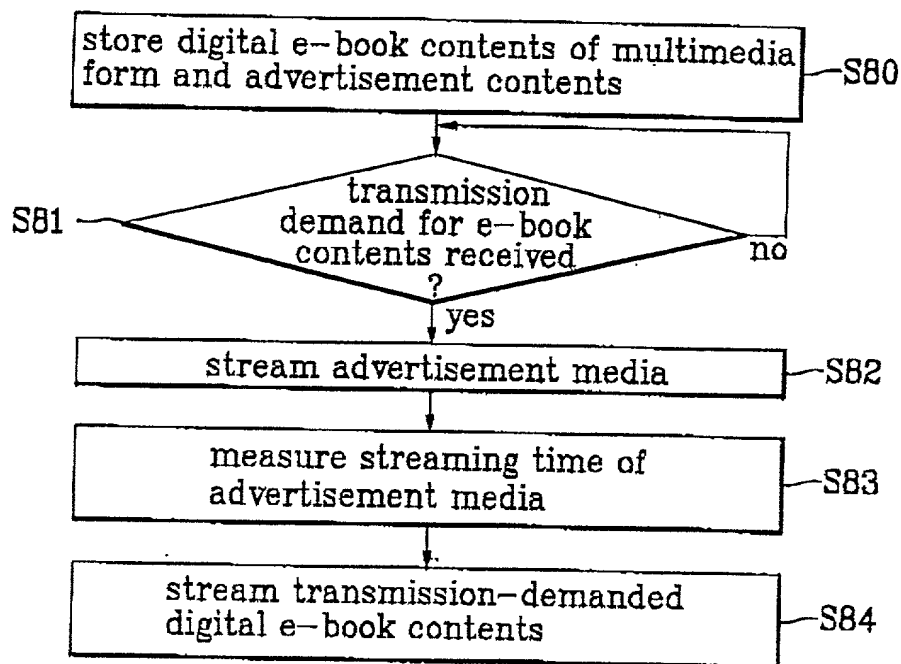 store digital e-book contents of multimedia
form and advertisement contents
S80
transmission
demand for e-book
contents received
?
S81
no
yes
stream advertisement media
S82
measure streaming time of
advertisement media
S83
stream transmission-demanded
digital e-book contents
S84